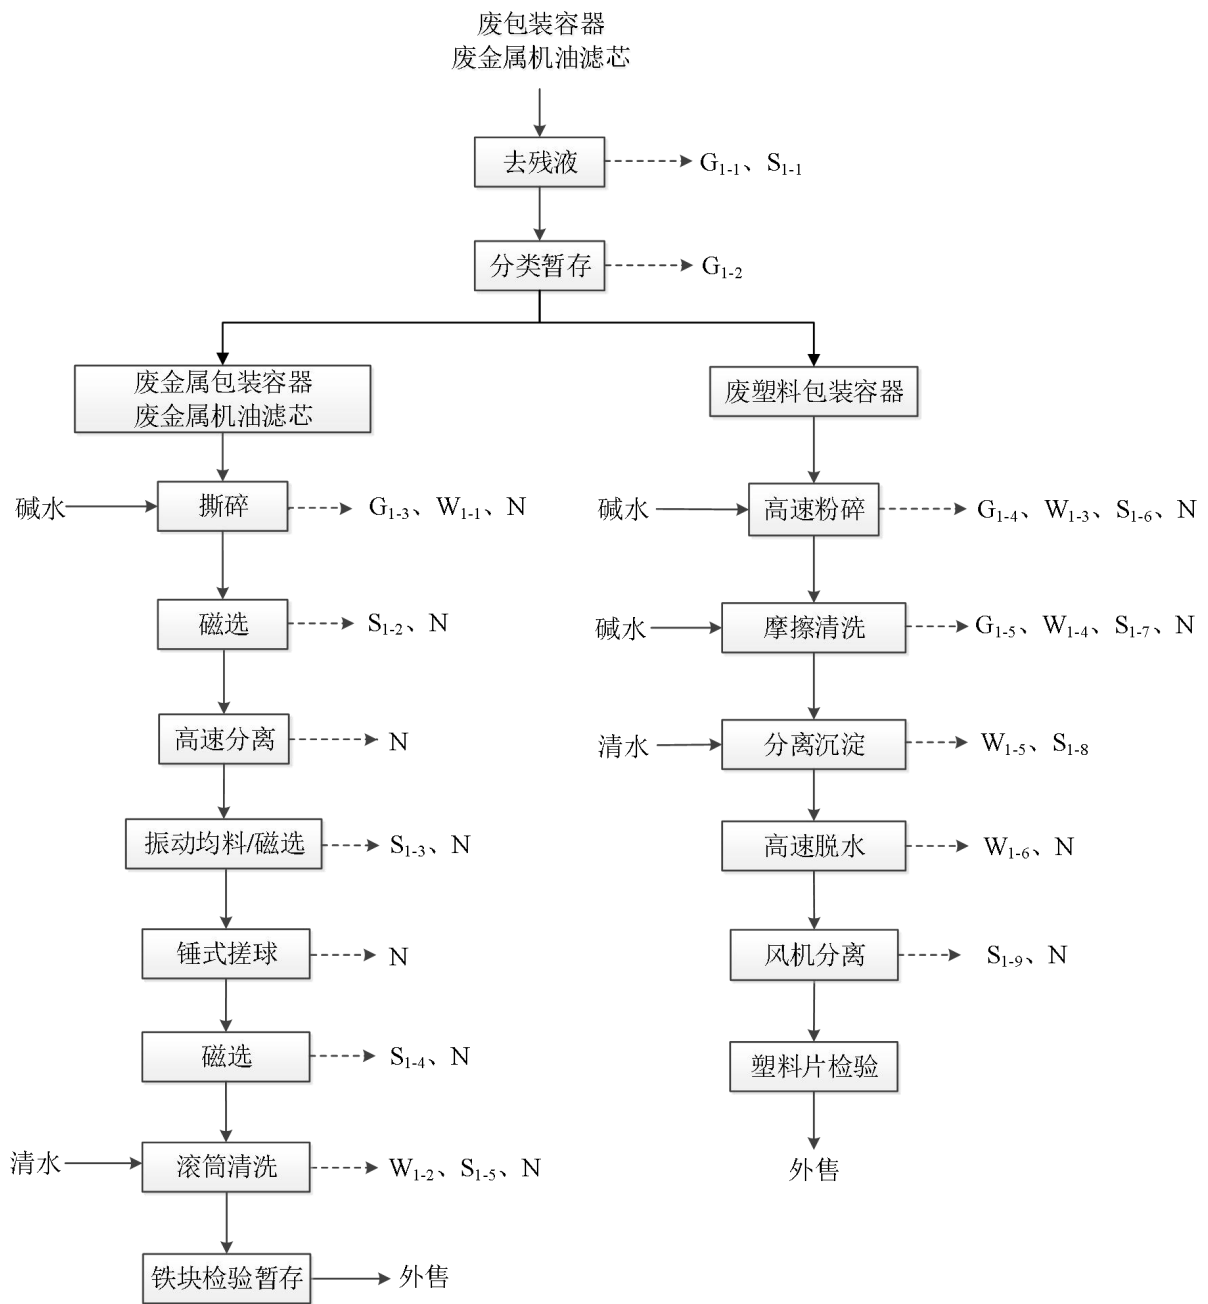 废包装容器
废金属机油滤芯
去残液
G1-1、S1-1
分类暂存
G1-2
废金属包装容器
废金属机油滤芯
碱水
撕碎
G1-3、W1-1、N
磁选
S1-2、N
高速分离
N
振动均料/磁选
S1-3、N
锤式搓球
N
磁选
S1-4、N
清水
滚筒清洗
W1-2、S1-5、N
铁块检验暂存
外售
废塑料包装容器
碱水
高速粉碎
G1-4、W1-3、S1-6、N
碱水
摩擦清洗
G1-5、W1-4、S1-7、N
清水
分离沉淀
W1-5、S1-8
高速脱水
W1-6、N
风机分离
S1-9、N
塑料片检验
外售